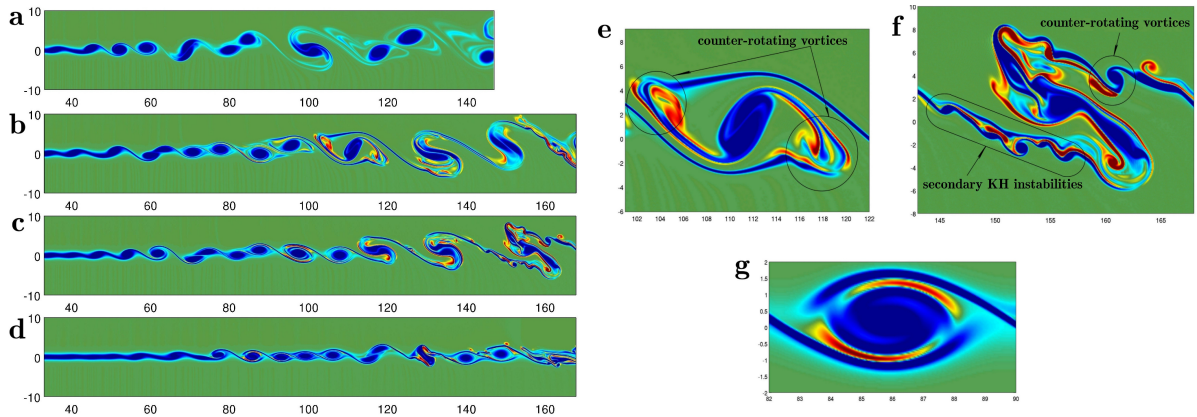 a
10
0
-10
40 60 80 100 120 140
b
10
0
-10
40 60 80 100 120 140 160
c
10
0
-10
40 60 80 100 120 140 160
d
10
0
-10
40 60 80 100 120 140 160
e
counter-rotating vortices
8
6
4
2
0
-2
-4
-6
102 104 106 108 110 112 114 116 118 120 122
f
counter-rotating vortices
secondary KH instabilities
10
8
6
4
2
0
-2
-4
-6
-8
145 150 155 160 165
g
2
1.5
1
0.5
0
-0.5
-1
-1.5
-2
82 83 84 85 86 87 88 89 90